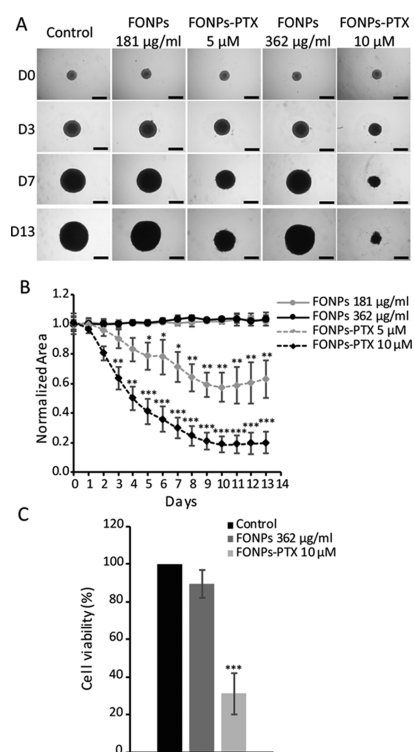 A
Control
FONPs
181 µg/ml
FONPs-PTX
5 µM
FONPs
362 µg/ml
FONPs-PTX
10 µM
D0
D3
D7
D13
B
Normalized Area
1.2
1.0
0.8
0.6
0.4
0.2
0.0
FONPs 181 µg/ml
FONPs 362 µg/ml
FONPs-PTX 5 µM
FONPs-PTX 10 µM
* * * ** ** ** ** ** **
** ** *** *** *** *** *** *** *** *** ***
0 1 2 3 4 5 6 7 8 9 10 11 12 13 14
Days
C
Cell viability (%)
120
100
80
60
40
20
0
Control
FONPs 362 µg/ml
FONPs-PTX 10 µM
***